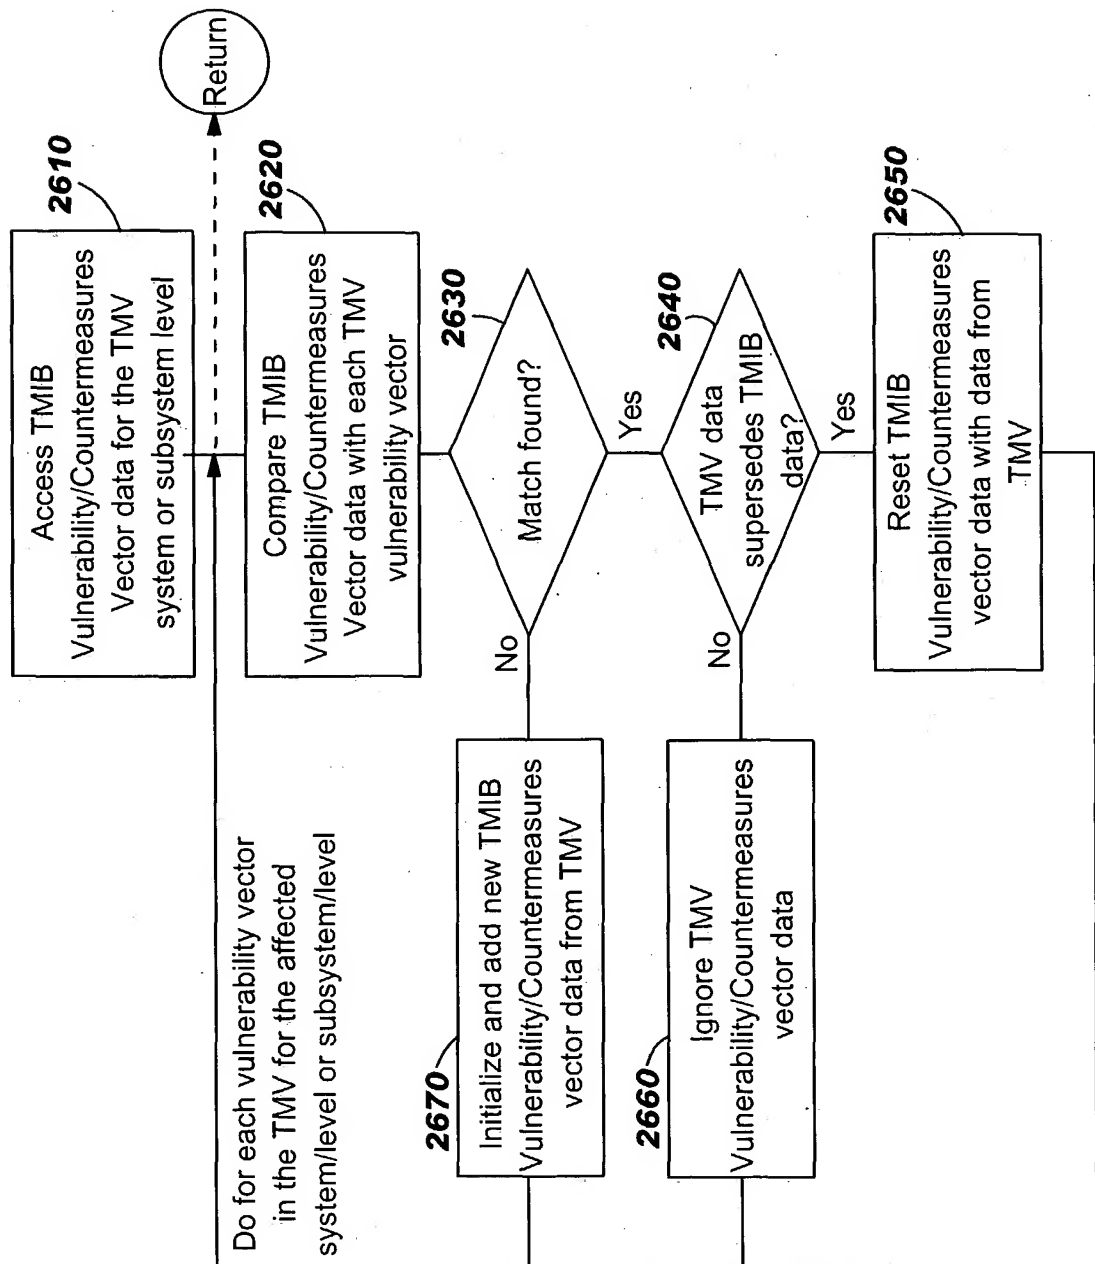 Access TMIB
Vulnerability/Countermeasures
Vector data for the TMV
system or subsystem level
2610
Return
Do for each vulnerability vector
in the TMV for the affected
system/level or subsystem/level
Compare TMIB
Vulnerability/Countermeasures
Vector data with each TMV
vulnerability vector
2620
Match found?
2630
No
Yes
Initialize and add new TMIB
Vulnerability/Countermeasures
vector data from TMV
2670
TMV data
supersedes TMIB
data?
2640
No
Yes
Ignore TMV
Vulnerability/Countermeasures
vector data
2660
Reset TMIB
Vulnerability/Countermeasures
vector data with data from
TMV
2650